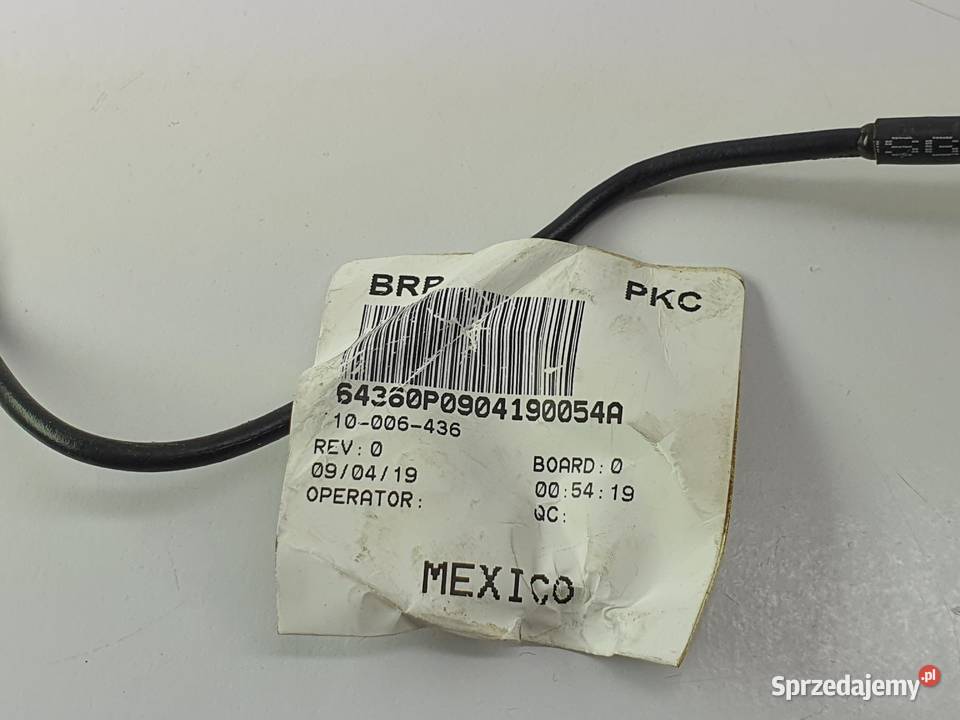 BRP
PKC
64360P0904190054A
10-006-436
REV: 0
BOARD: 0
09/04/19
00:54:19
OPERATOR:
QC:
MEXICO
Sprzedajemy.pl